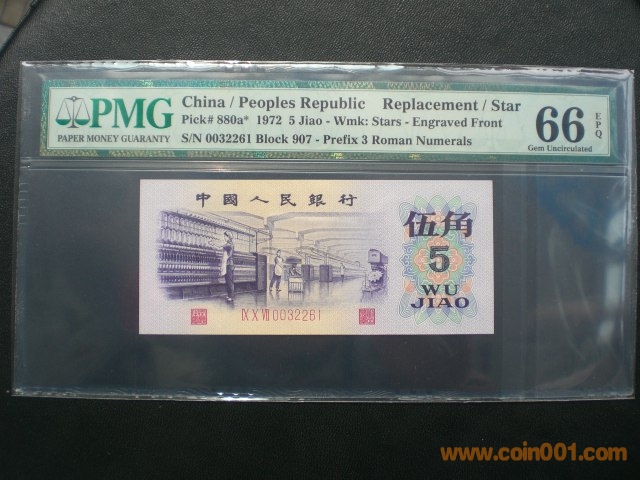 PMG
PAPER MONEY GUARANTY
China / Peoples Republic Replacement / Star
Pick# 880a* 1972 5 Jiao - Wmk: Stars - Engraved Front
S/N 0032261 Block 907 - Prefix 3 Roman Numerals
66 EPQ
Gem Uncirculated
中國人民銀行
伍角
5
WU
JIAO
IX X VII 0032261
www.coin001.com